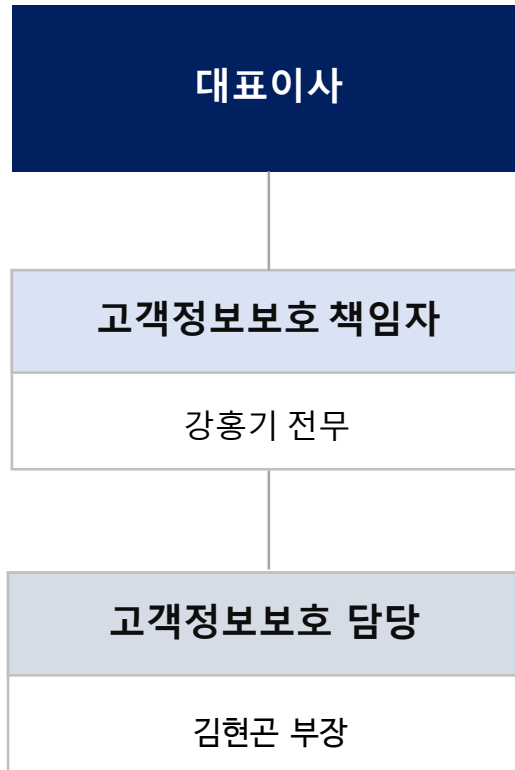 대표이사
고객정보보호 책임자
강홍기 전무
고객정보보호 담당
김현곤 부장